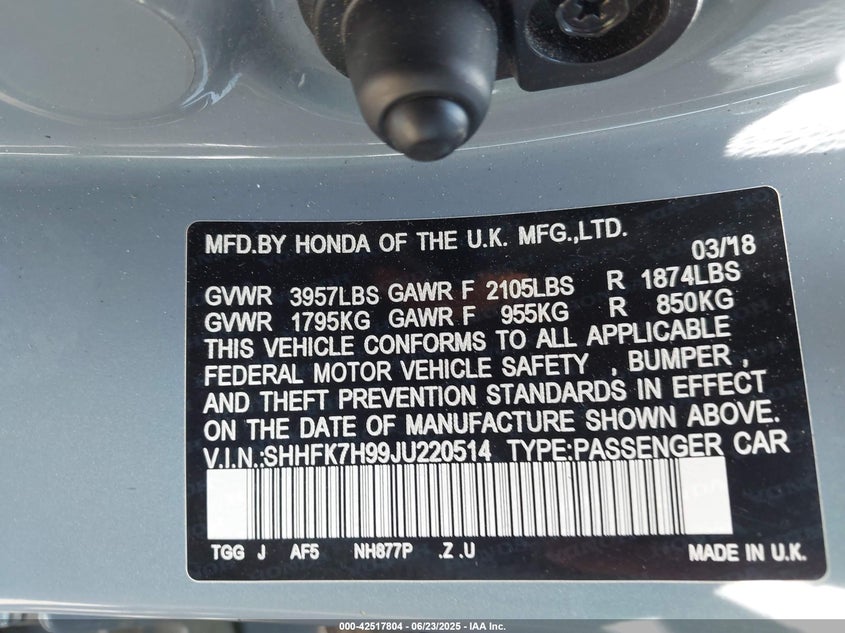 MFD.BY HONDA OF THE U.K. MFG.,LTD.
03/18
GVWR 3957LBS GAWR F 2105LBS R 1874LBS
GVWR 1795KG GAWR F 955KG R 850KG
THIS VEHICLE CONFORMS TO ALL APPLICABLE
FEDERAL MOTOR VEHICLE SAFETY , BUMPER ,
AND THEFT PREVENTION STANDARDS IN EFFECT
ON THE DATE OF MANUFACTURE SHOWN ABOVE.
V.I.N.:SHHFK7H99JU220514 TYPE:PASSENGER CAR
TGG J AF5 NH877P .Z .U MADE IN U.K.
000-42517804 - 06/23/2025 - IAA Inc.